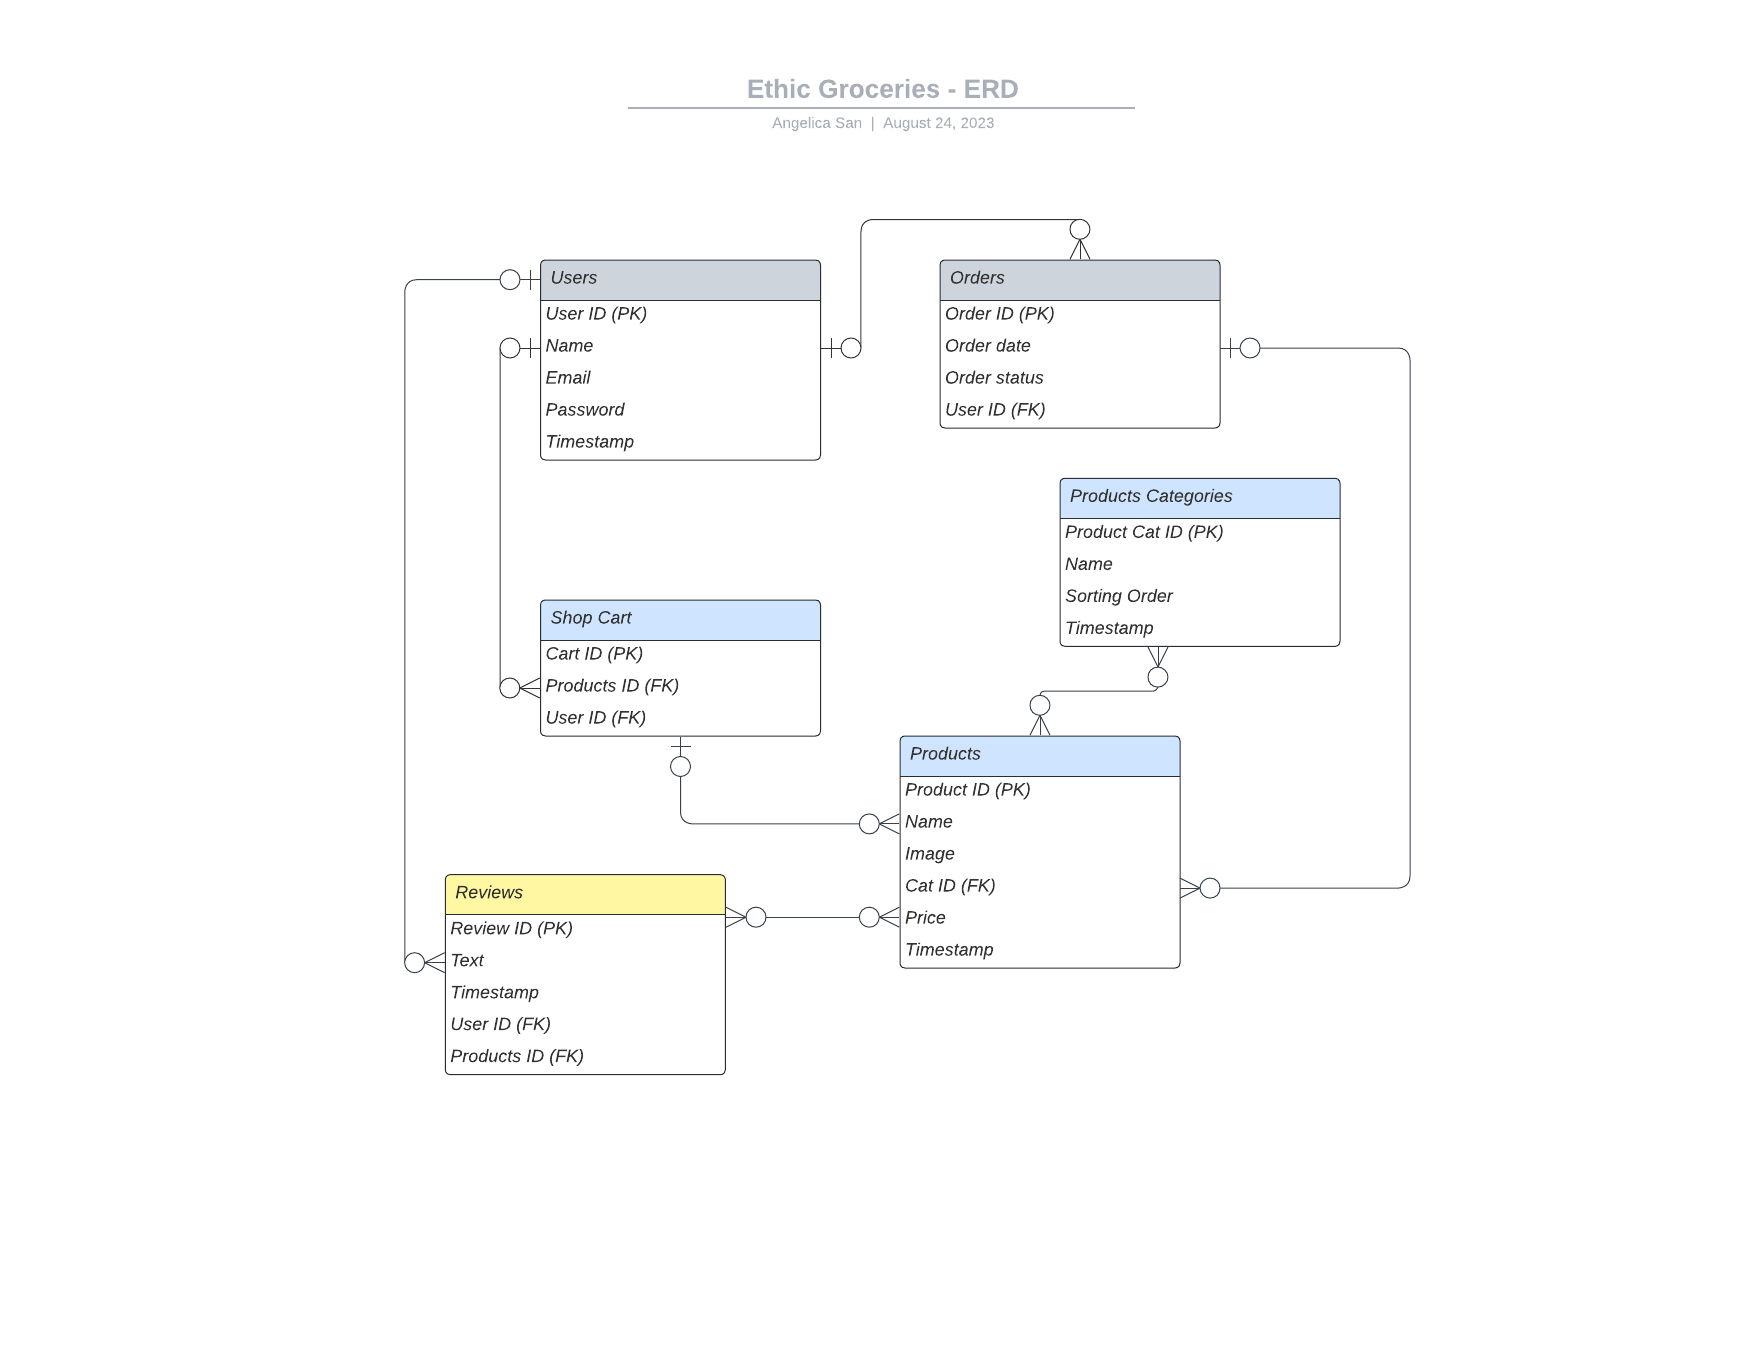 Ethic Groceries - ERD
Angelica San | August 24, 2023
Users
User ID (PK)
Name
Email
Password
Timestamp
Orders
Order ID (PK)
Order date
Order status
User ID (FK)
Products Categories
Product Cat ID (PK)
Name
Sorting Order
Timestamp
Shop Cart
Cart ID (PK)
Products ID (FK)
User ID (FK)
Products
Product ID (PK)
Name
Image
Cat ID (FK)
Price
Timestamp
Reviews
Review ID (PK)
Text
Timestamp
User ID (FK)
Products ID (FK)